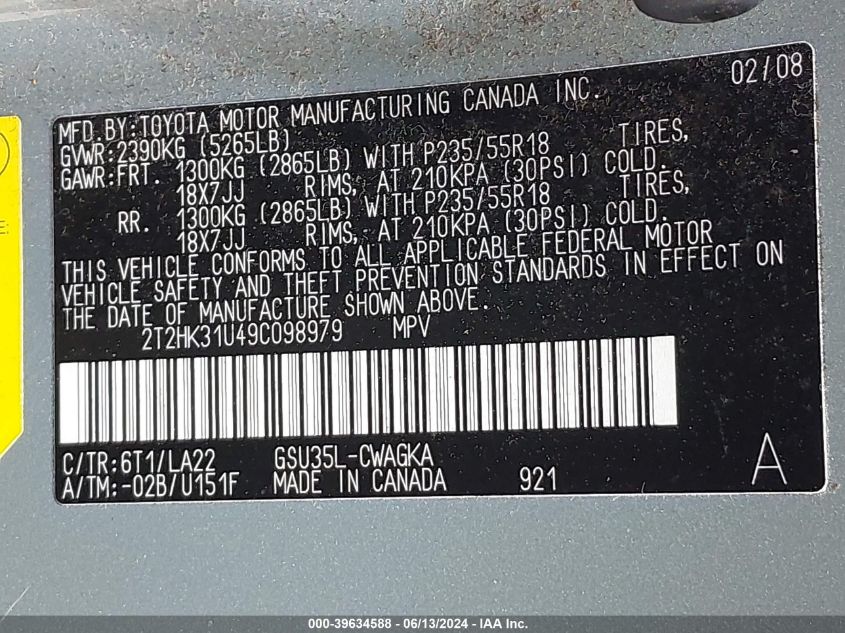 02/08
MFD. BY:TOYOTA MOTOR MANUFACTURING CANADA INC.
GVWR:2390KG (5265LB)
GAWR:FRT. 1300KG (2865LB) WITH P235/55R18 TIRES,
18X7JJ RIMS, AT 210KPA (30PSI) COLD.
RR. 1300KG (2865LB) WITH P235/55R18 TIRES,
18X7JJ RIMS, AT 210KPA (30PSI) COLD.
THIS VEHICLE CONFORMS TO ALL APPLICABLE FEDERAL MOTOR
VEHICLE SAFETY AND THEFT PREVENTION STANDARDS IN EFFECT ON
THE DATE OF MANUFACTURE SHOWN ABOVE.
2T2HK31U49C098979 MPV
C/TR:6T1/LA22 GSU35L-CWAGKA
A/TM:-02B/U151F MADE IN CANADA 921 A
000-39634588 - 06/13/2024 - IAA Inc.